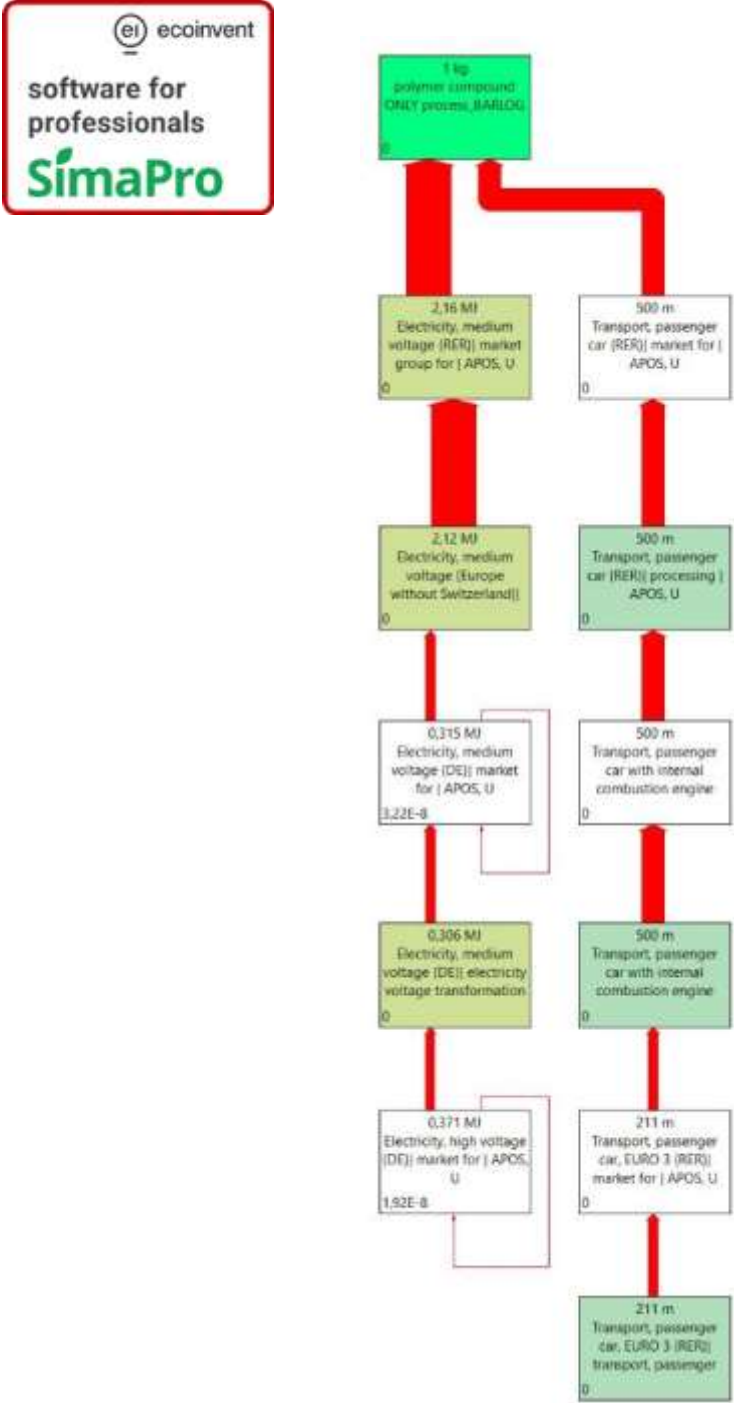 ei ecoinvent
software for
professionals
SimaPro
1 kg
polymer compound
ONLY process_BARLOG
0
2,16 MJ
Electricity, medium
voltage {RER}| market
group for | APOS, U
0
500 m
Transport, passenger
car {RER}| market for |
APOS, U
0
2,12 MJ
Electricity, medium
voltage {Europe
without Switzerland}|
0
500 m
Transport, passenger
car {RER}| processing |
APOS, U
0
0,315 MJ
Electricity, medium
voltage {DE}| market
for | APOS, U
3,22E-8
500 m
Transport, passenger
car with internal
combustion engine
0
0,306 MJ
Electricity, medium
voltage {DE}| electricity
voltage transformation
0
500 m
Transport, passenger
car with internal
combustion engine
0
0,371 MJ
Electricity, high voltage
{DE}| market for | APOS,
U
1,92E-8
211 m
Transport, passenger
car, EURO 3 {RER}|
market for | APOS, U
0
211 m
Transport, passenger
car, EURO 3 {RER}|
transport, passenger
0